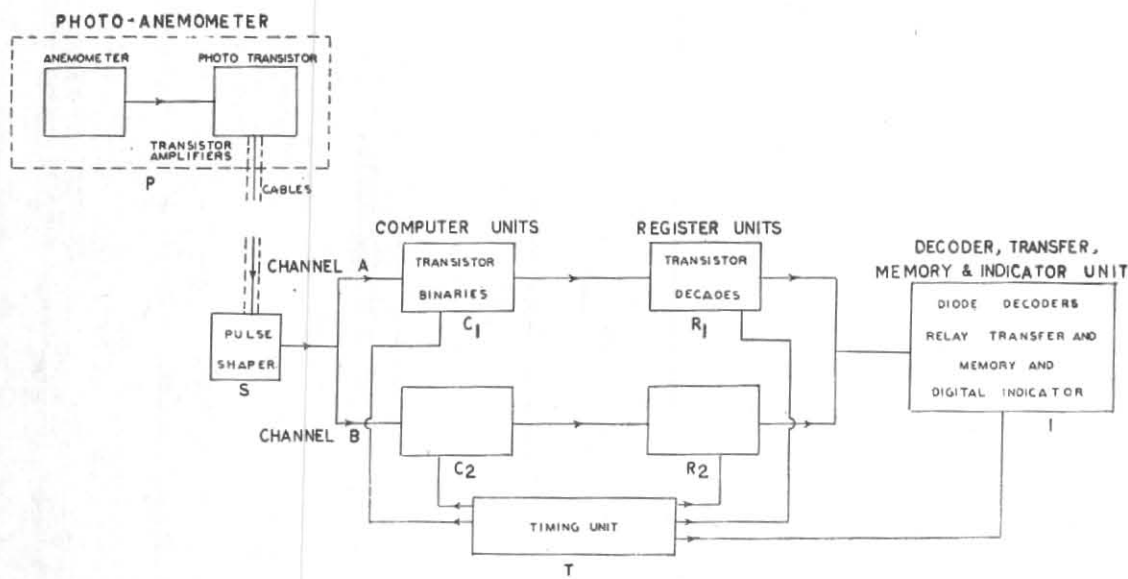 PHOTO-ANEMOMETER
ANEMOMETER
PHOTO TRANSISTOR
TRANSISTOR
AMPLIFIERS
P
CABLES
COMPUTER UNITS
REGISTER UNITS
DECODER, TRANSFER,
MEMORY & INDICATOR UNIT
CHANNEL A
TRANSISTOR
BINARIES
C1
TRANSISTOR
DECADES
R1
DIODE DECODERS
RELAY TRANSFER AND
MEMORY AND
DIGITAL INDICATOR
I
PULSE
SHAPER
S
CHANNEL B
C2
R2
TIMING UNIT
T